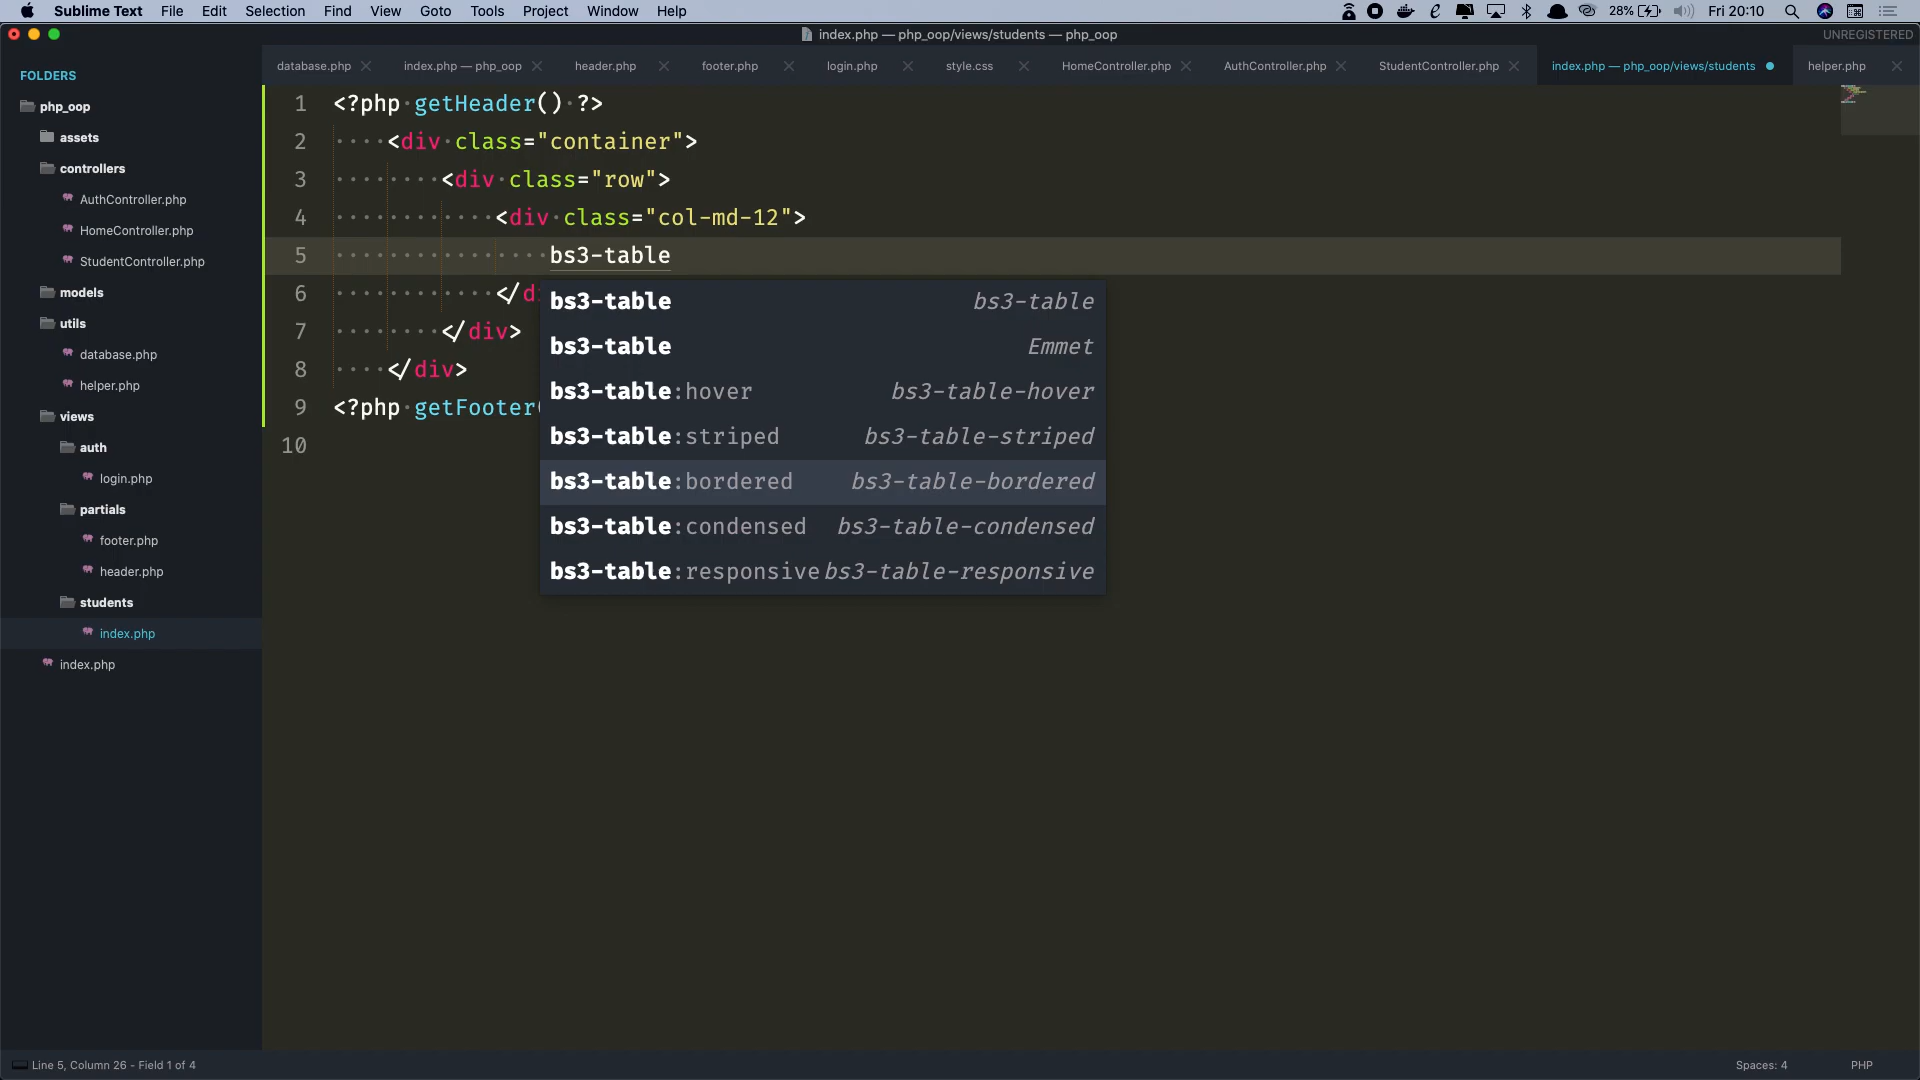 Sublime Text File Edit Selection Find View Goto Tools Project Window Help 28% Fri 20:10
index.php — php_oop/views/students — php_oop UNREGISTERED
FOLDERS
php_oop
assets
controllers
AuthController.php
HomeController.php
StudentController.php
models
utils
database.php
helper.php
views
auth
login.php
partials
footer.php
header.php
students
index.php
index.php
database.php index.php — php_oop header.php footer.php login.php style.css HomeController.php AuthController.php StudentController.php index.php — php_oop/views/students helper.php
1 <?php getHeader() ?>
2 <div class="container">
3 <div class="row">
4 <div class="col-md-12">
5 bs3-table
6 </di
7 </div>
8 </div>
9 <?php getFooter(
10
bs3-table bs3-table
bs3-table Emmet
bs3-table:hover bs3-table-hover
bs3-table:striped bs3-table-striped
bs3-table:bordered bs3-table-bordered
bs3-table:condensed bs3-table-condensed
bs3-table:responsive bs3-table-responsive
Line 5, Column 26 - Field 1 of 4 Spaces: 4 PHP